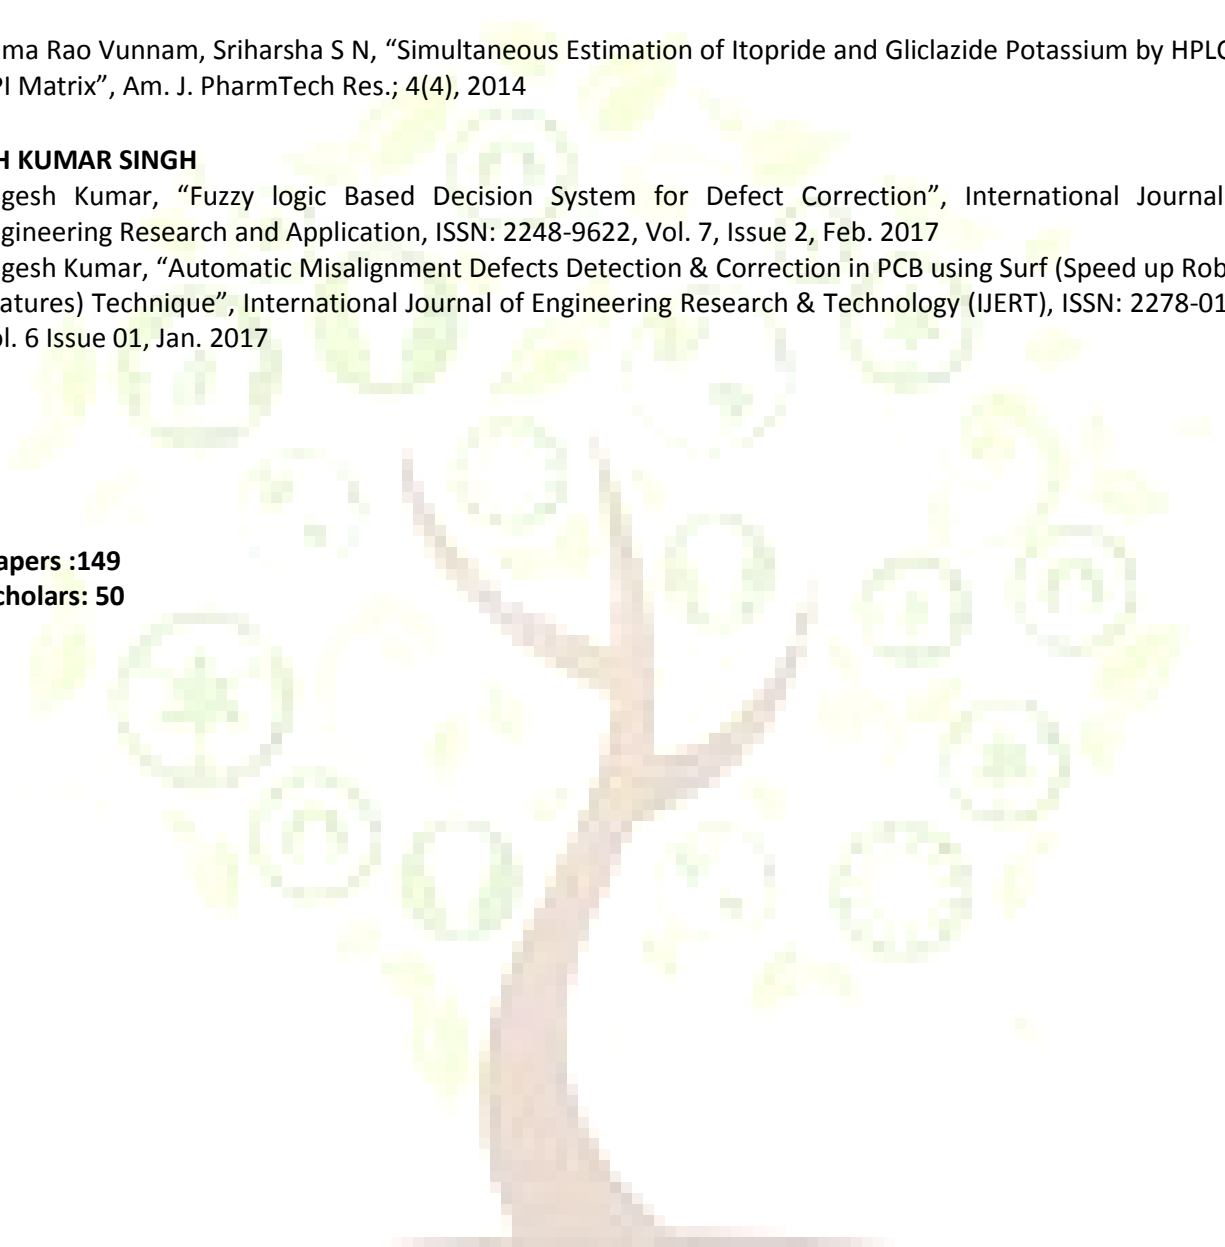 ma Rao Vunnam, Sriharsha S N, “Simultaneous Estimation of Itopride and Gliclazide Potassium by HPLC
PI Matrix”, Am. J. PharmTech Res.; 4(4), 2014
H KUMAR SINGH
gesh Kumar, “Fuzzy logic Based Decision System for Defect Correction”, International Journal
gineering Research and Application, ISSN: 2248-9622, Vol. 7, Issue 2, Feb. 2017
gesh Kumar, “Automatic Misalignment Defects Detection & Correction in PCB using Surf (Speed up Rob
atures) Technique”, International Journal of Engineering Research & Technology (IJERT), ISSN: 2278-01
ol. 6 Issue 01, Jan. 2017
apers :149
cholars: 50